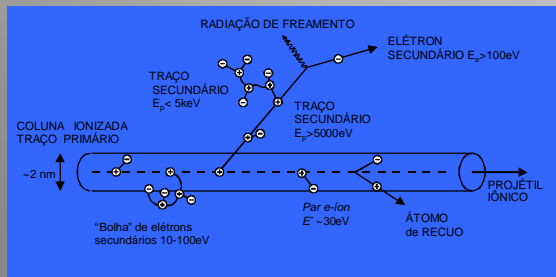 RADIAÇÃO DE FREAMENTO
ELÉTRON
SECUNDÁRIO Eₑ>100eV
TRAÇO
SECUNDÁRIO
Eₚ< 5keV
TRAÇO
SECUNDÁRIO
Eₚ>5000eV
COLUNA IONIZADA
TRAÇO PRIMÁRIO
~2 nm
PROJÉTIL
IÔNICO
"Bolha" de elétrons
secundários 10-100eV
Par e-íon
E⁻ ~30eV
ÁTOMO
de RECUO